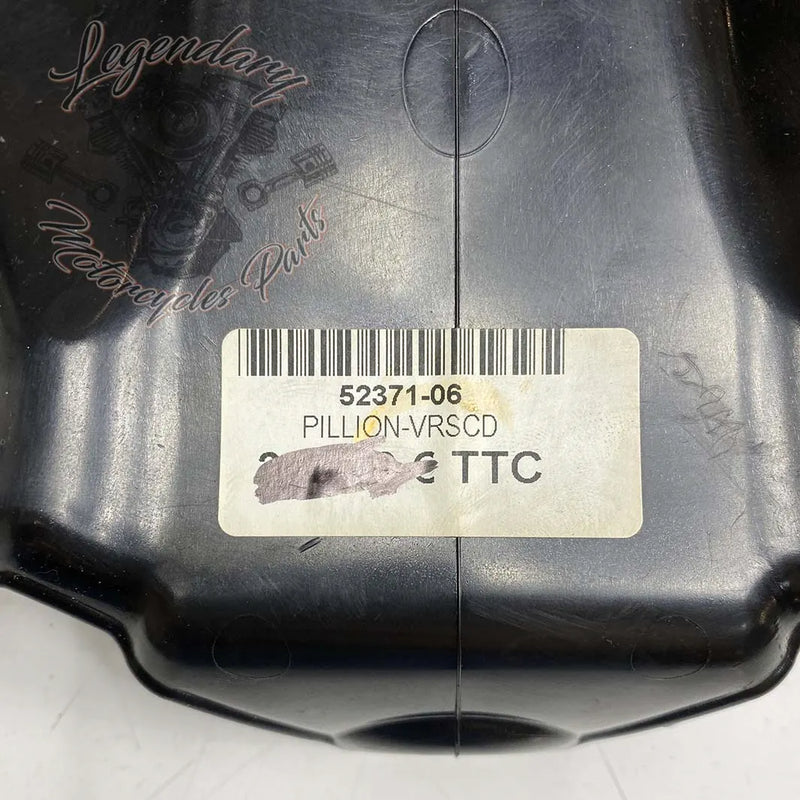 Legendary
Motorcycles Parts
52371-06
PILLION-VRSCD
€ TTC